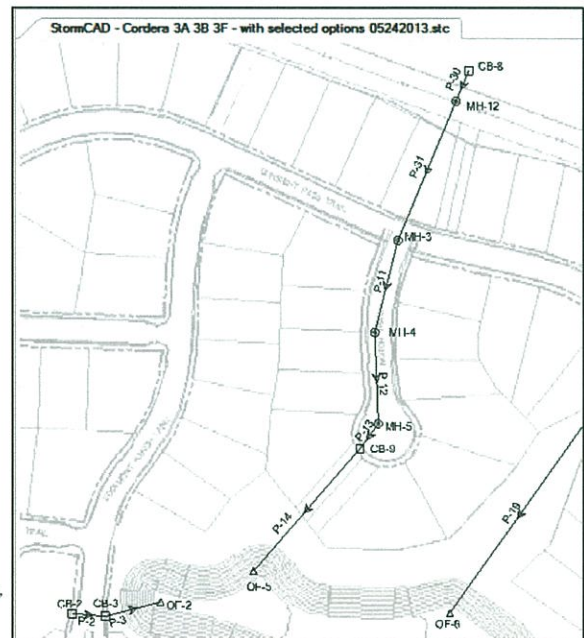 StormCAD - Cordera 3A 3B 3F - with selected options 05242013.stc
CB-8
P-30
MH-12
P-31
MH-3
P-11
MH-4
P-12
MH-5
P-13
CB-9
P-14
P-79
OF-5
OF-2
CB-2
CB-3
P-2
P-3
OF-6
TRAIL